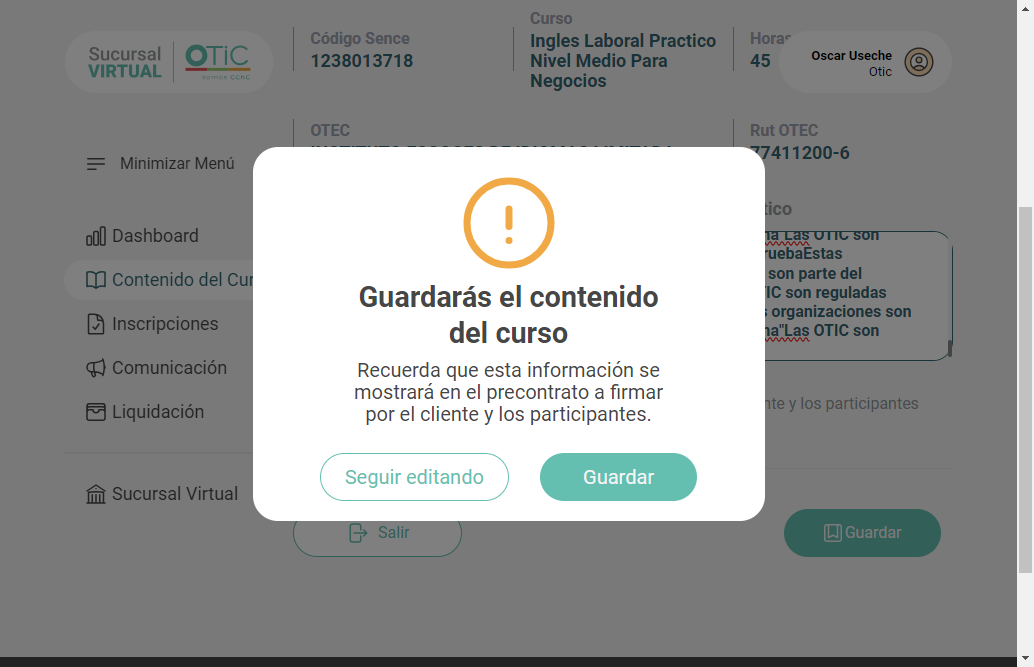 Sucursal
VIRTUAL
OTiC
somos CChC
Código Sence
1238013718
Curso
Ingles Laboral Practico
Nivel Medio Para
Negocios
Horas
45
Oscar Useche
Otic
OTEC
Rut OTEC
77411200-6
Minimizar Menú
Dashboard
Contenido del Cur
Inscripciones
Comunicación
Liquidación
Sucursal Virtual
tico
na Las OTIC son
ruebaEstas
son parte del
TIC son reguladas
s organizaciones son
na"Las OTIC son
nte y los participantes
Guardarás el contenido
del curso
Recuerda que esta información se
mostrará en el precontrato a firmar
por el cliente y los participantes.
Seguir editando
Guardar
Salir
Guardar